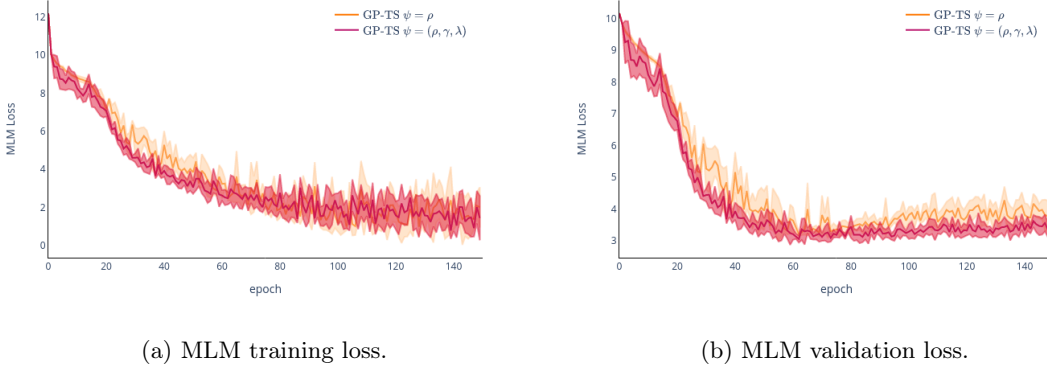 GP-TS ψ = ρ
GP-TS ψ = (ρ, γ, λ)
MLM Loss
12
10
8
6
4
2
0
0 20 40 60 80 100 120 140
epoch
(a) MLM training loss.
GP-TS ψ = ρ
GP-TS ψ = (ρ, γ, λ)
MLM Loss
10
9
8
7
6
5
4
3
0 20 40 60 80 100 120 140
epoch
(b) MLM validation loss.